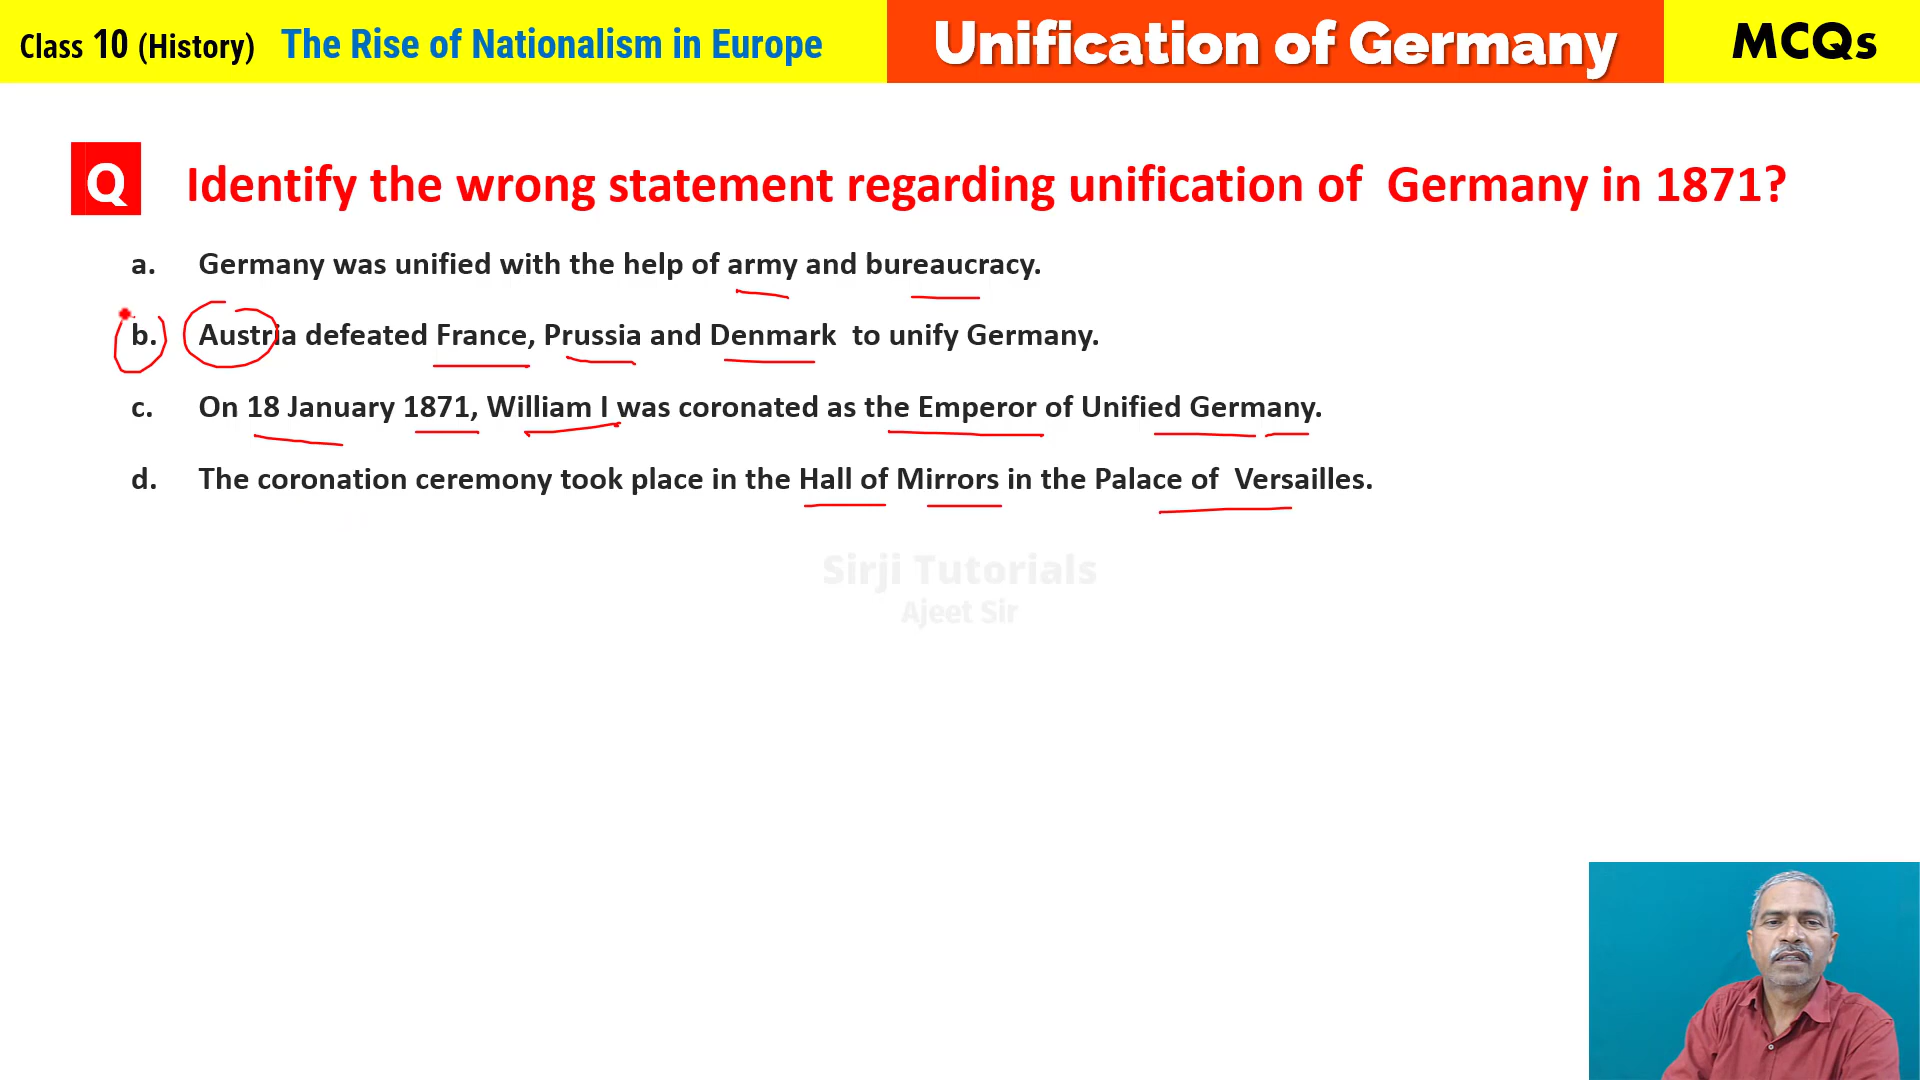 Class 10 (History) The Rise of Nationalism in Europe Unification of Germany MCQs
Q Identify the wrong statement regarding unification of Germany in 1871?
a. Germany was unified with the help of army and bureaucracy.
b. Austria defeated France, Prussia and Denmark to unify Germany.
c. On 18 January 1871, William I was coronated as the Emperor of Unified Germany.
d. The coronation ceremony took place in the Hall of Mirrors in the Palace of Versailles.
Sirji Tutorials
Ajeet Sir